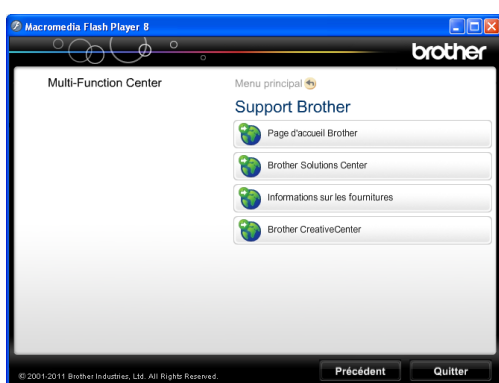 Macromedia Flash Player 8
brother
Multi-Function Center
Menu principal
Support Brother
Page d'accueil Brother
Brother Solutions Center
Informations sur les fournitures
Brother CreativeCenter
© 2001-2011 Brother Industries, Ltd. All Rights Reserved.
Précédent
Quitter